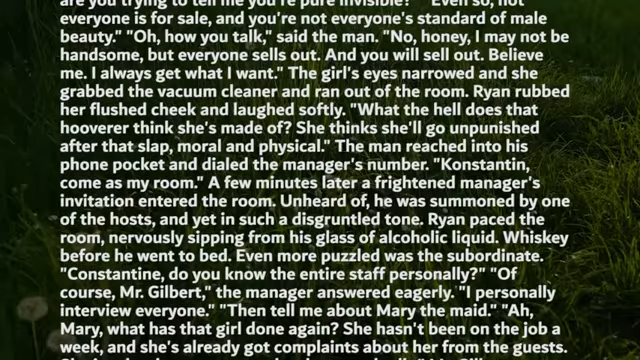 are you trying to tell me you're pure invisible?" "Even so, not
everyone is for sale, and you're not everyone's standard of male
beauty." "Oh, how you talk," said the man. "No, honey, I may not be
handsome, but everyone sells out. And you will sell out. Believe
me. I always get what I want." The girl's eyes narrowed and she
grabbed the vacuum cleaner and ran out of the room. Ryan rubbed
her flushed cheek and laughed softly. "What the hell does that
hooverer think she's made of? She thinks she'll go unpunished
after that slap, moral and physical." The man reached into his
phone pocket and dialed the manager's number. "Konstantin,
come as my room." A few minutes later a frightened manager's
invitation entered the room. Unheard of, he was summoned by one
of the hosts, and yet in such a disgruntled tone. Ryan paced the
room, nervously sipping from his glass of alcoholic liquid. Whiskey
before he went to bed. Even more puzzled was the subordinate.
"Constantine, do you know the entire staff personally?" "Of
course, Mr. Gilbert," the manager answered eagerly. "I personally
interview everyone." "Then tell me about Mary the maid." "Ah,
Mary, what has that girl done again? She hasn't been on the job a
week, and she's already got complaints about her from the guests.